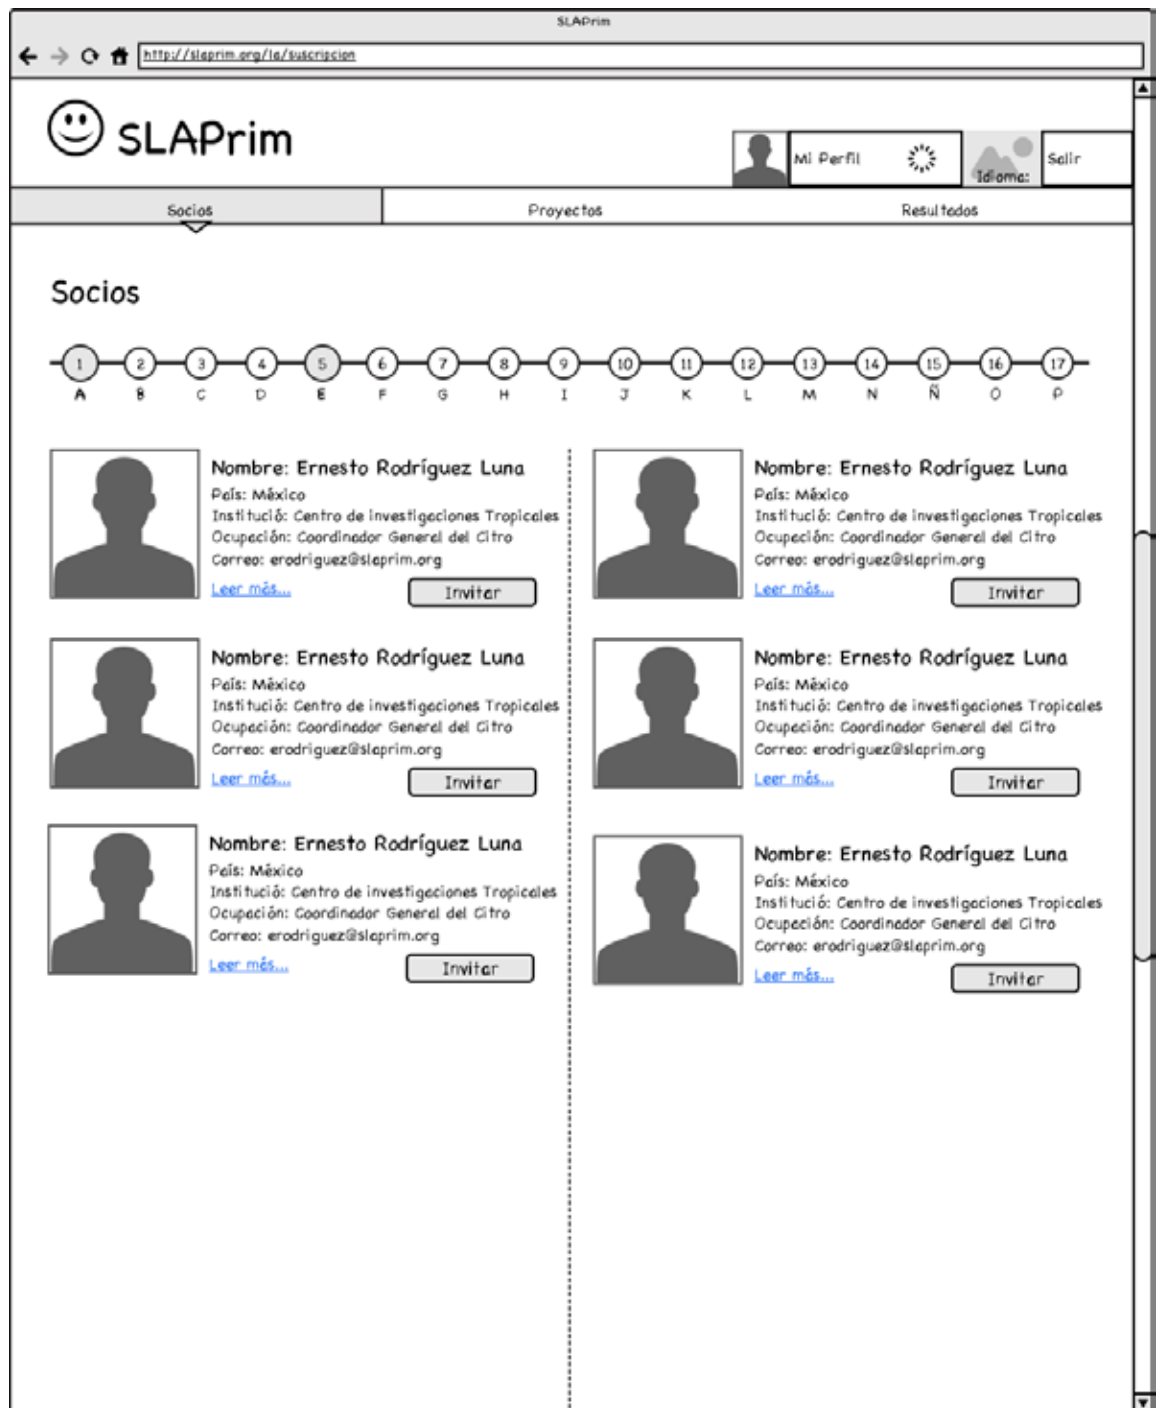 SLAPrim
http://slaprim.org/la/suscripcion
SLAPrim
Mi Perfil
Idioma:
Salir
Socios
Proyectos
Resultados
Socios
1 2 3 4 5 6 7 8 9 10 11 12 13 14 15 16 17
A B C D E F G H I J K L M N Ñ O P
Nombre: Ernesto Rodríguez Luna
País: México
Institució: Centro de investigaciones Tropicales
Ocupación: Coordinador General del Citro
Correo: erodriguez@slaprim.org
Leer más...
Invitar
Nombre: Ernesto Rodríguez Luna
País: México
Institució: Centro de investigaciones Tropicales
Ocupación: Coordinador General del Citro
Correo: erodriguez@slaprim.org
Leer más...
Invitar
Nombre: Ernesto Rodríguez Luna
País: México
Institució: Centro de investigaciones Tropicales
Ocupación: Coordinador General del Citro
Correo: erodriguez@slaprim.org
Leer más...
Invitar
Nombre: Ernesto Rodríguez Luna
País: México
Institució: Centro de investigaciones Tropicales
Ocupación: Coordinador General del Citro
Correo: erodriguez@slaprim.org
Leer más...
Invitar
Nombre: Ernesto Rodríguez Luna
País: México
Institució: Centro de investigaciones Tropicales
Ocupación: Coordinador General del Citro
Correo: erodriguez@slaprim.org
Leer más...
Invitar
Nombre: Ernesto Rodríguez Luna
País: México
Institució: Centro de investigaciones Tropicales
Ocupación: Coordinador General del Citro
Correo: erodriguez@slaprim.org
Leer más...
Invitar